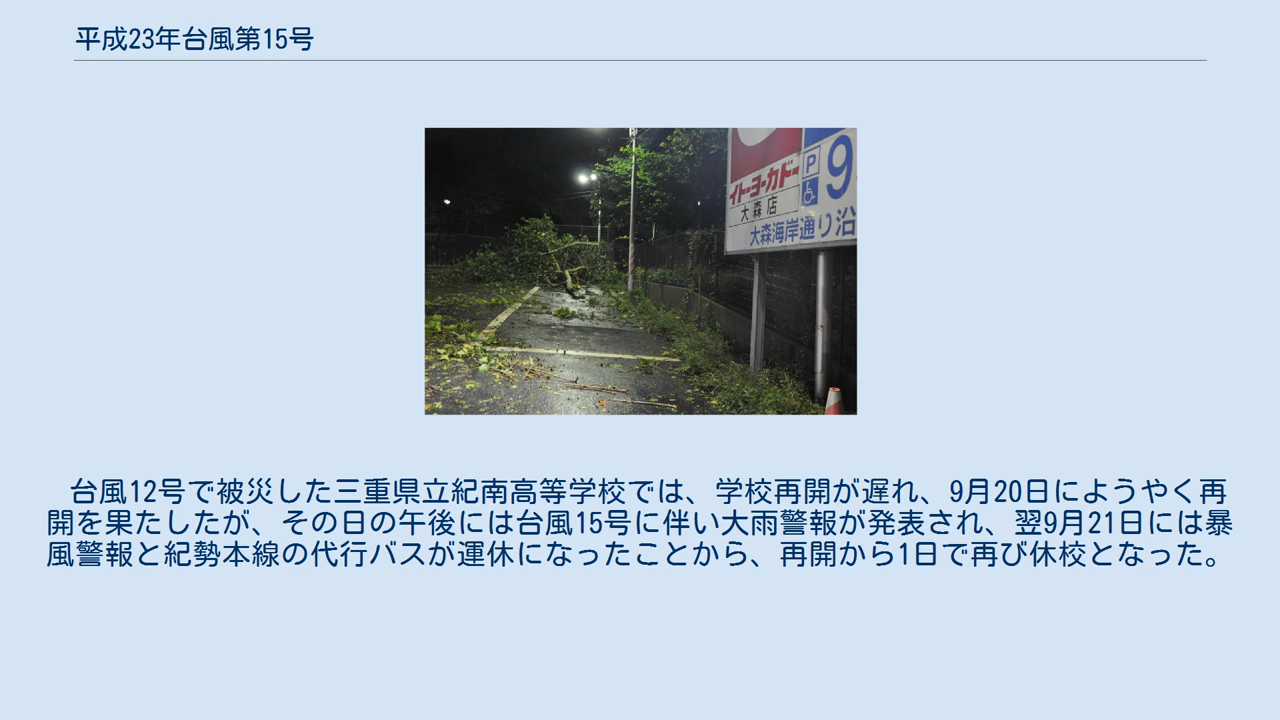 平成23年台風第15号
イトーヨーカドー
大森店
P
9
大森海岸通り沿
台風12号で被災した三重県立紀南高等学校では、学校再開が遅れ、9月20日にようやく再
開を果たしたが、その日の午後には台風15号に伴い大雨警報が発表され、翌9月21日には暴
風警報と紀勢本線の代行バスが運休になったことから、再開から1日で再び休校となった。